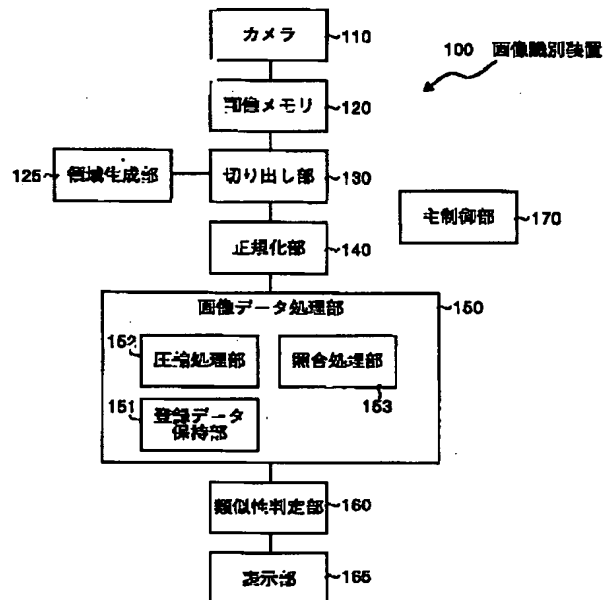 カメラ
110
100 画像識別装置
画像メモリ
120
125
領域生成部
切り出し部
130
主制御部
170
正規化部
140
画像データ処理部
150
152
圧縮処理部
照合処理部
153
151
登録データ
保持部
類似性判定部
160
表示部
165